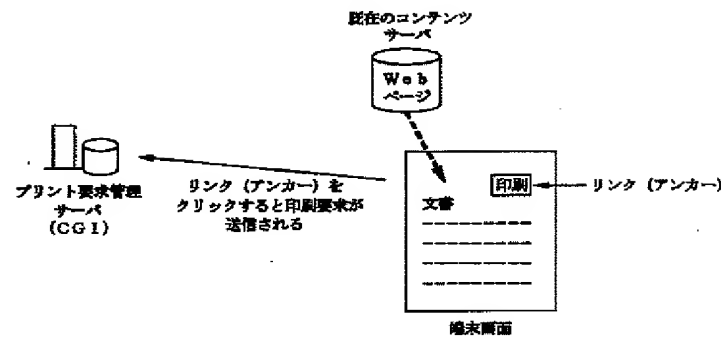 既在のコンテンツ
サーバ
Web
ページ
プリント要求管理
サーバ
(CGI)
リンク(アンカー)を
クリックすると印刷要求が
送信される
印刷
リンク(アンカー)
文書
端末画面